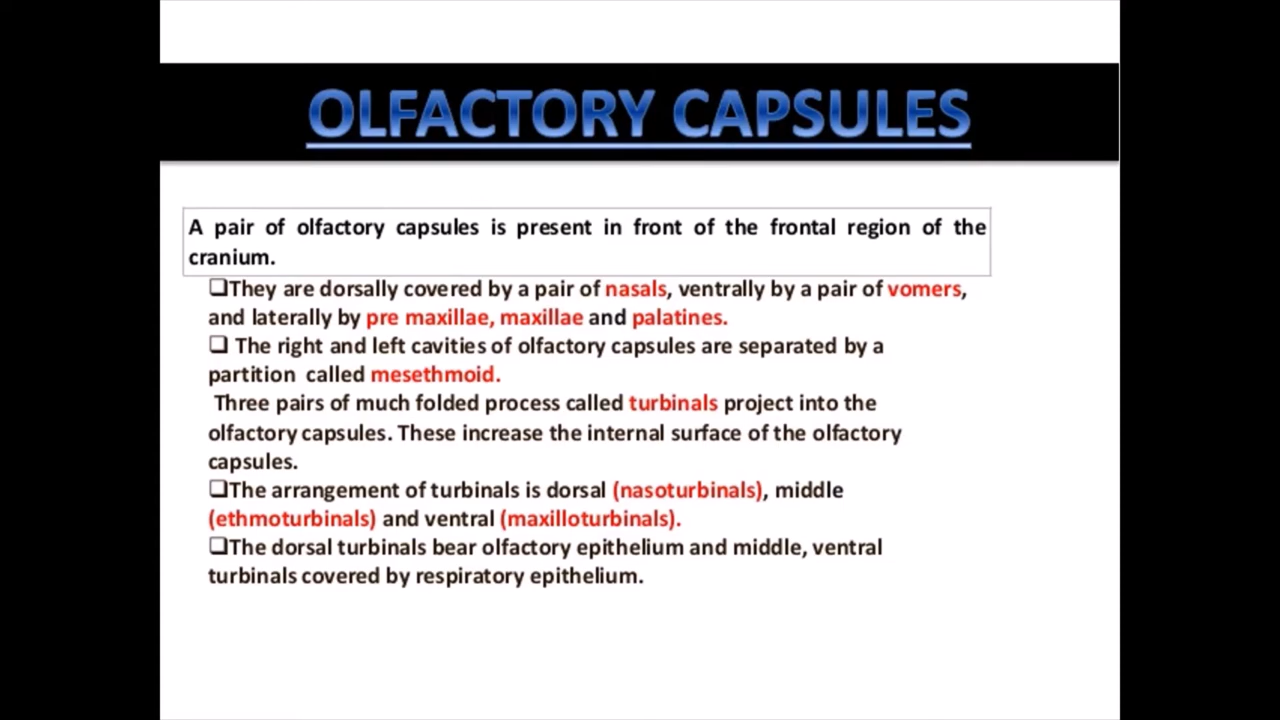 OLFACTORY CAPSULES
A pair of olfactory capsules is present in front of the frontal region of the
cranium.
❑They are dorsally covered by a pair of nasals, ventrally by a pair of vomers,
and laterally by pre maxillae, maxillae and palatines.
❑ The right and left cavities of olfactory capsules are separated by a
partition called mesethmoid.
Three pairs of much folded process called turbinals project into the
olfactory capsules. These increase the internal surface of the olfactory
capsules.
❑The arrangement of turbinals is dorsal (nasoturbinals), middle
(ethmoturbinals) and ventral (maxilloturbinals).
❑The dorsal turbinals bear olfactory epithelium and middle, ventral
turbinals covered by respiratory epithelium.